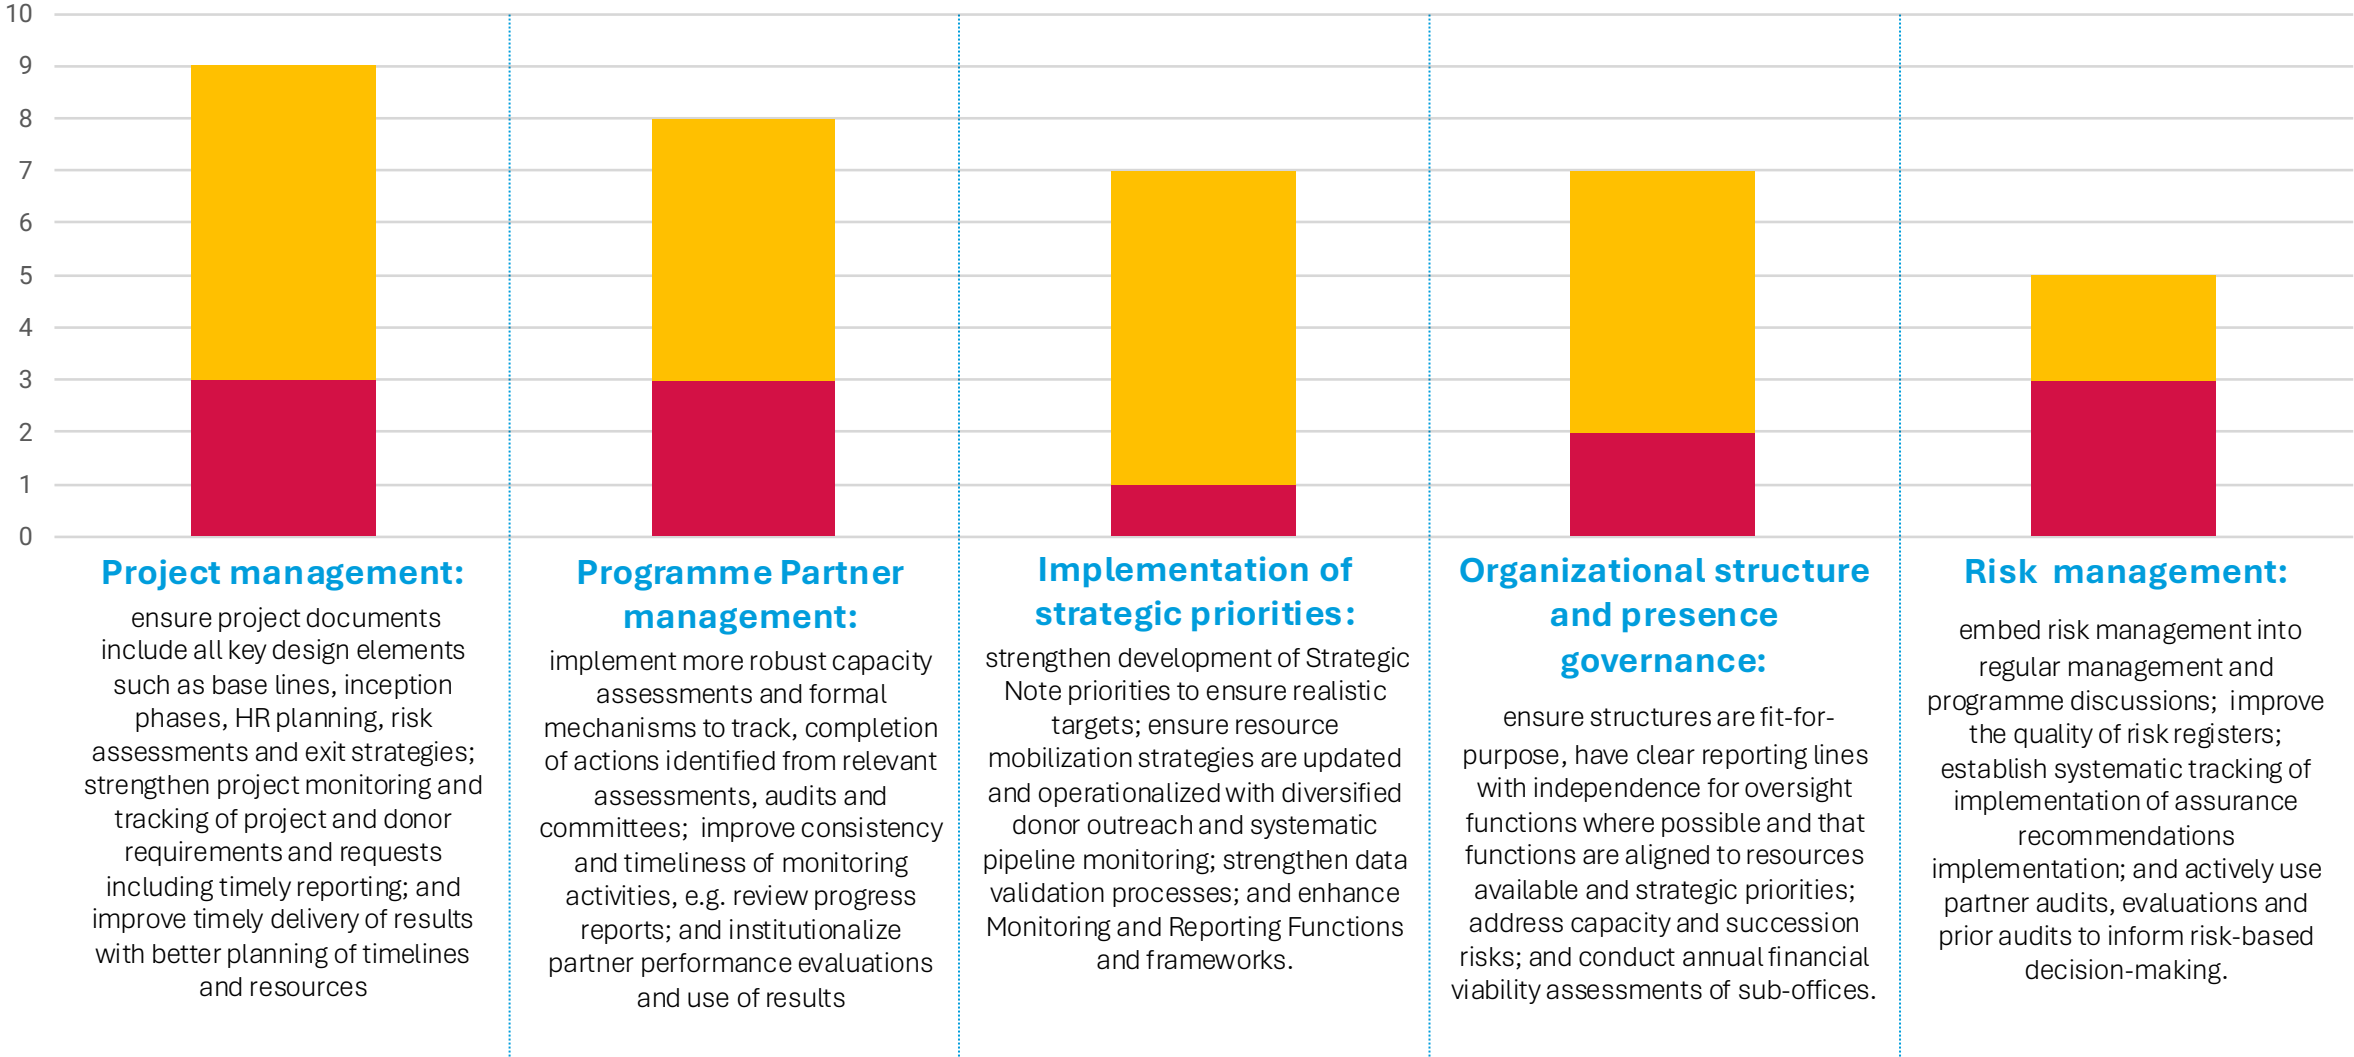 10
9
8
7
6
5
4
3
2
1
0
Project management:
ensure project documents
include all key design elements
such as base lines, inception
phases, HR planning, risk
assessments and exit strategies;
strengthen project monitoring and
tracking of project and donor
requirements and requests
including timely reporting; and
improve timely delivery of results
with better planning of timelines
and resources
Programme Partner
management:
implement more robust capacity
assessments and formal
mechanisms to track, completion
of actions identified from relevant
assessments, audits and
committees; improve consistency
and timeliness of monitoring
activities, e.g. review progress
reports; and institutionalize
partner performance evaluations
and use of results
Implementation of
strategic priorities:
strengthen development of Strategic
Note priorities to ensure realistic
targets; ensure resource
mobilization strategies are updated
and operationalized with diversified
donor outreach and systematic
pipeline monitoring; strengthen data
validation processes; and enhance
Monitoring and Reporting Functions
and frameworks.
Organizational structure
and presence
governance:
ensure structures are fit-for-
purpose, have clear reporting lines
with independence for oversight
functions where possible and that
functions are aligned to resources
available and strategic priorities;
address capacity and succession
risks; and conduct annual financial
viability assessments of sub-offices.
Risk management:
embed risk management into
regular management and
programme discussions; improve
the quality of risk registers;
establish systematic tracking of
implementation of assurance
recommendations
implementation; and actively use
partner audits, evaluations and
prior audits to inform risk-based
decision-making.